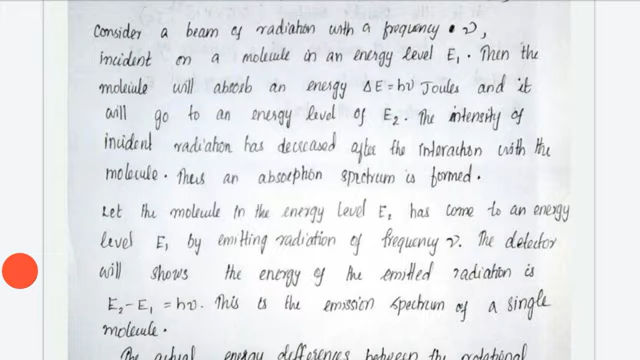 Consider a beam of radiation with a frequency ν,
incident on a molecule in an energy level E₁. Then the
molecule will absorb an energy ΔE = hν Joules and it
will go to an energy level of E₂. The intensity of
incident radiation has decreased after the interaction with the
molecule. Thus an absorption spectrum is formed.
Let the molecule in the energy level E₂ has come to an energy
level E₁ by emitting radiation of frequency ν. The detector
will shows the energy of the emitted radiation is
E₂ – E₁ = hν. This is the emission spectrum of a single
molecule.
The actual energy differences between the rotational